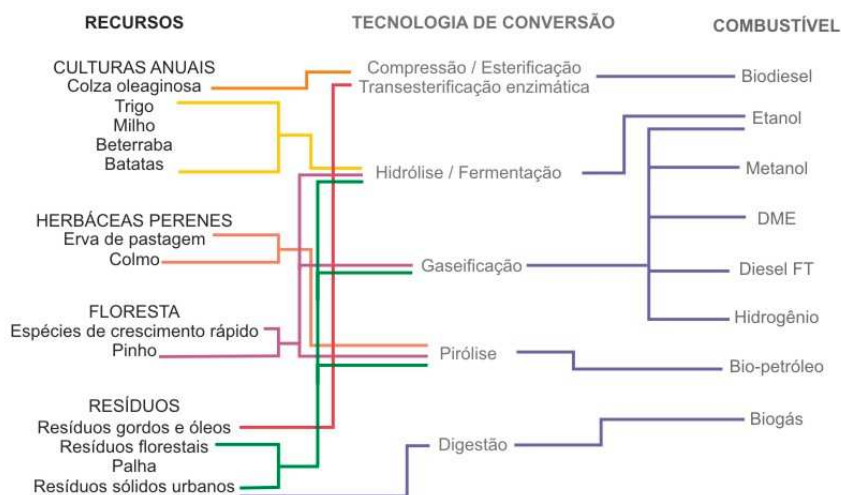 RECURSOS
CULTURAS ANUAIS
Colza oleaginosa
Trigo
Milho
Beterraba
Batatas
HERBÁCEAS PERENES
Erva de pastagem
Colmo
FLORESTA
Espécies de crescimento rápido
Pinho
RESÍDUOS
Resíduos gordos e óleos
Resíduos florestais
Palha
Resíduos sólidos urbanos
TECNOLOGIA DE CONVERSÃO
Compressão / Esterificação
Transesterificação enzimática
Hidrólise / Fermentação
Gaseificação
Pirólise
Digestão
COMBUSTÍVEL
Biodiesel
Etanol
Metanol
DME
Diesel FT
Hidrogênio
Bio-petróleo
Biogás